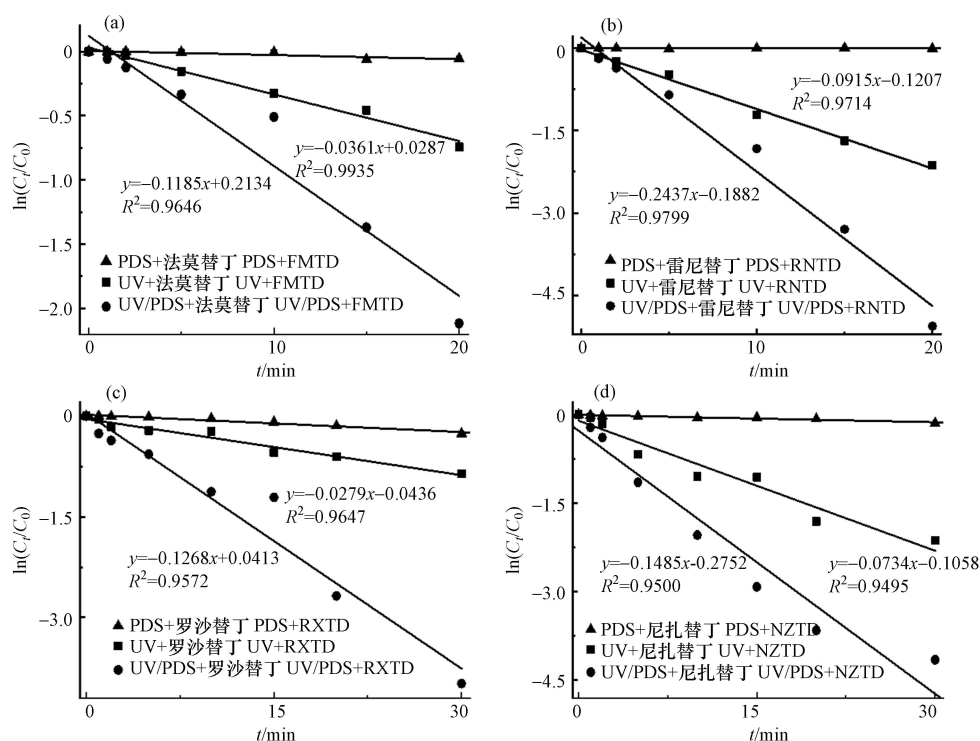 (a)
0
−0.5
−1.0
−1.5
−2.0
ln(Cₜ/C₀)
y=−0.0361x+0.0287
R²=0.9935
y=−0.1185x+0.2134
R²=0.9646
PDS+法莫替丁 PDS+FMTD
UV+法莫替丁 UV+FMTD
UV/PDS+法莫替丁 UV/PDS+FMTD
0
10
20
t/min
(b)
0
−1.5
−3.0
−4.5
ln(Cₜ/C₀)
y=−0.0915x−0.1207
R²=0.9714
y=−0.2437x−0.1882
R²=0.9799
PDS+雷尼替丁 PDS+RNTD
UV+雷尼替丁 UV+RNTD
UV/PDS+雷尼替丁 UV/PDS+RNTD
0
10
20
t/min
(c)
0
−1.5
−3.0
ln(Cₜ/C₀)
y=−0.0279x−0.0436
R²=0.9647
y=−0.1268x+0.0413
R²=0.9572
PDS+罗沙替丁 PDS+RXTD
UV+罗沙替丁 UV+RXTD
UV/PDS+罗沙替丁 UV/PDS+RXTD
0
15
30
t/min
(d)
0
−1.5
−3.0
−4.5
ln(Cₜ/C₀)
y=−0.1485x-0.2752
R²=0.9500
y=−0.0734x−0.1058
R²=0.9495
PDS+尼扎替丁 PDS+NZTD
UV+尼扎替丁 UV+NZTD
UV/PDS+尼扎替丁 UV/PDS+NZTD
0
15
30
t/min